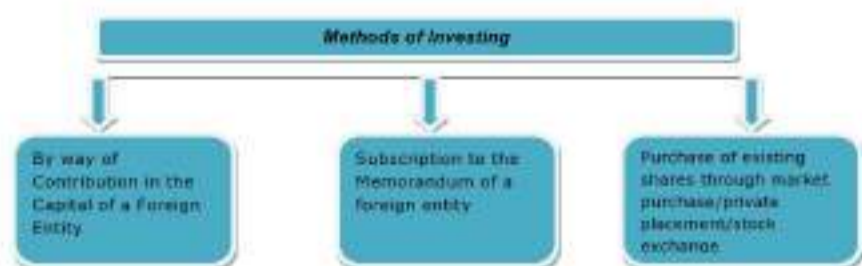 Methods of Investing
By way of
Contribution in the
Capital of a Foreign
Entity
Subscription to the
Memorandum of a
foreign entity
Purchase of existing
shares through market
purchase/private
placement/stock
exchange